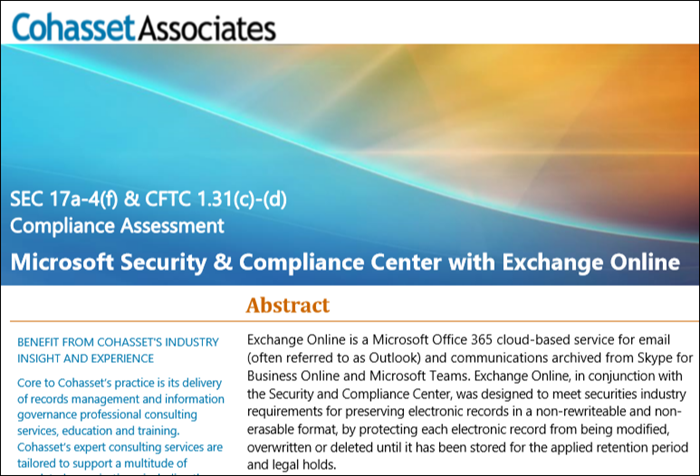 Cohasset Associates
SEC 17a-4(f) & CFTC 1.31(c)-(d)
Compliance Assessment
Microsoft Security & Compliance Center with Exchange Online
Abstract
BENEFIT FROM COHASSET'S INDUSTRY
INSIGHT AND EXPERIENCE
Core to Cohasset's practice is its delivery
of records management and information
governance professional consulting
services, education and training.
Cohasset's expert consulting services are
tailored to support a multitude of
Exchange Online is a Microsoft Office 365 cloud-based service for email
(often referred to as Outlook) and communications archived from Skype for
Business Online and Microsoft Teams. Exchange Online, in conjunction with
the Security and Compliance Center, was designed to meet securities industry
requirements for preserving electronic records in a non-rewriteable and non-
erasable format, by protecting each electronic record from being modified,
overwritten or deleted until it has been stored for the applied retention period
and legal holds.